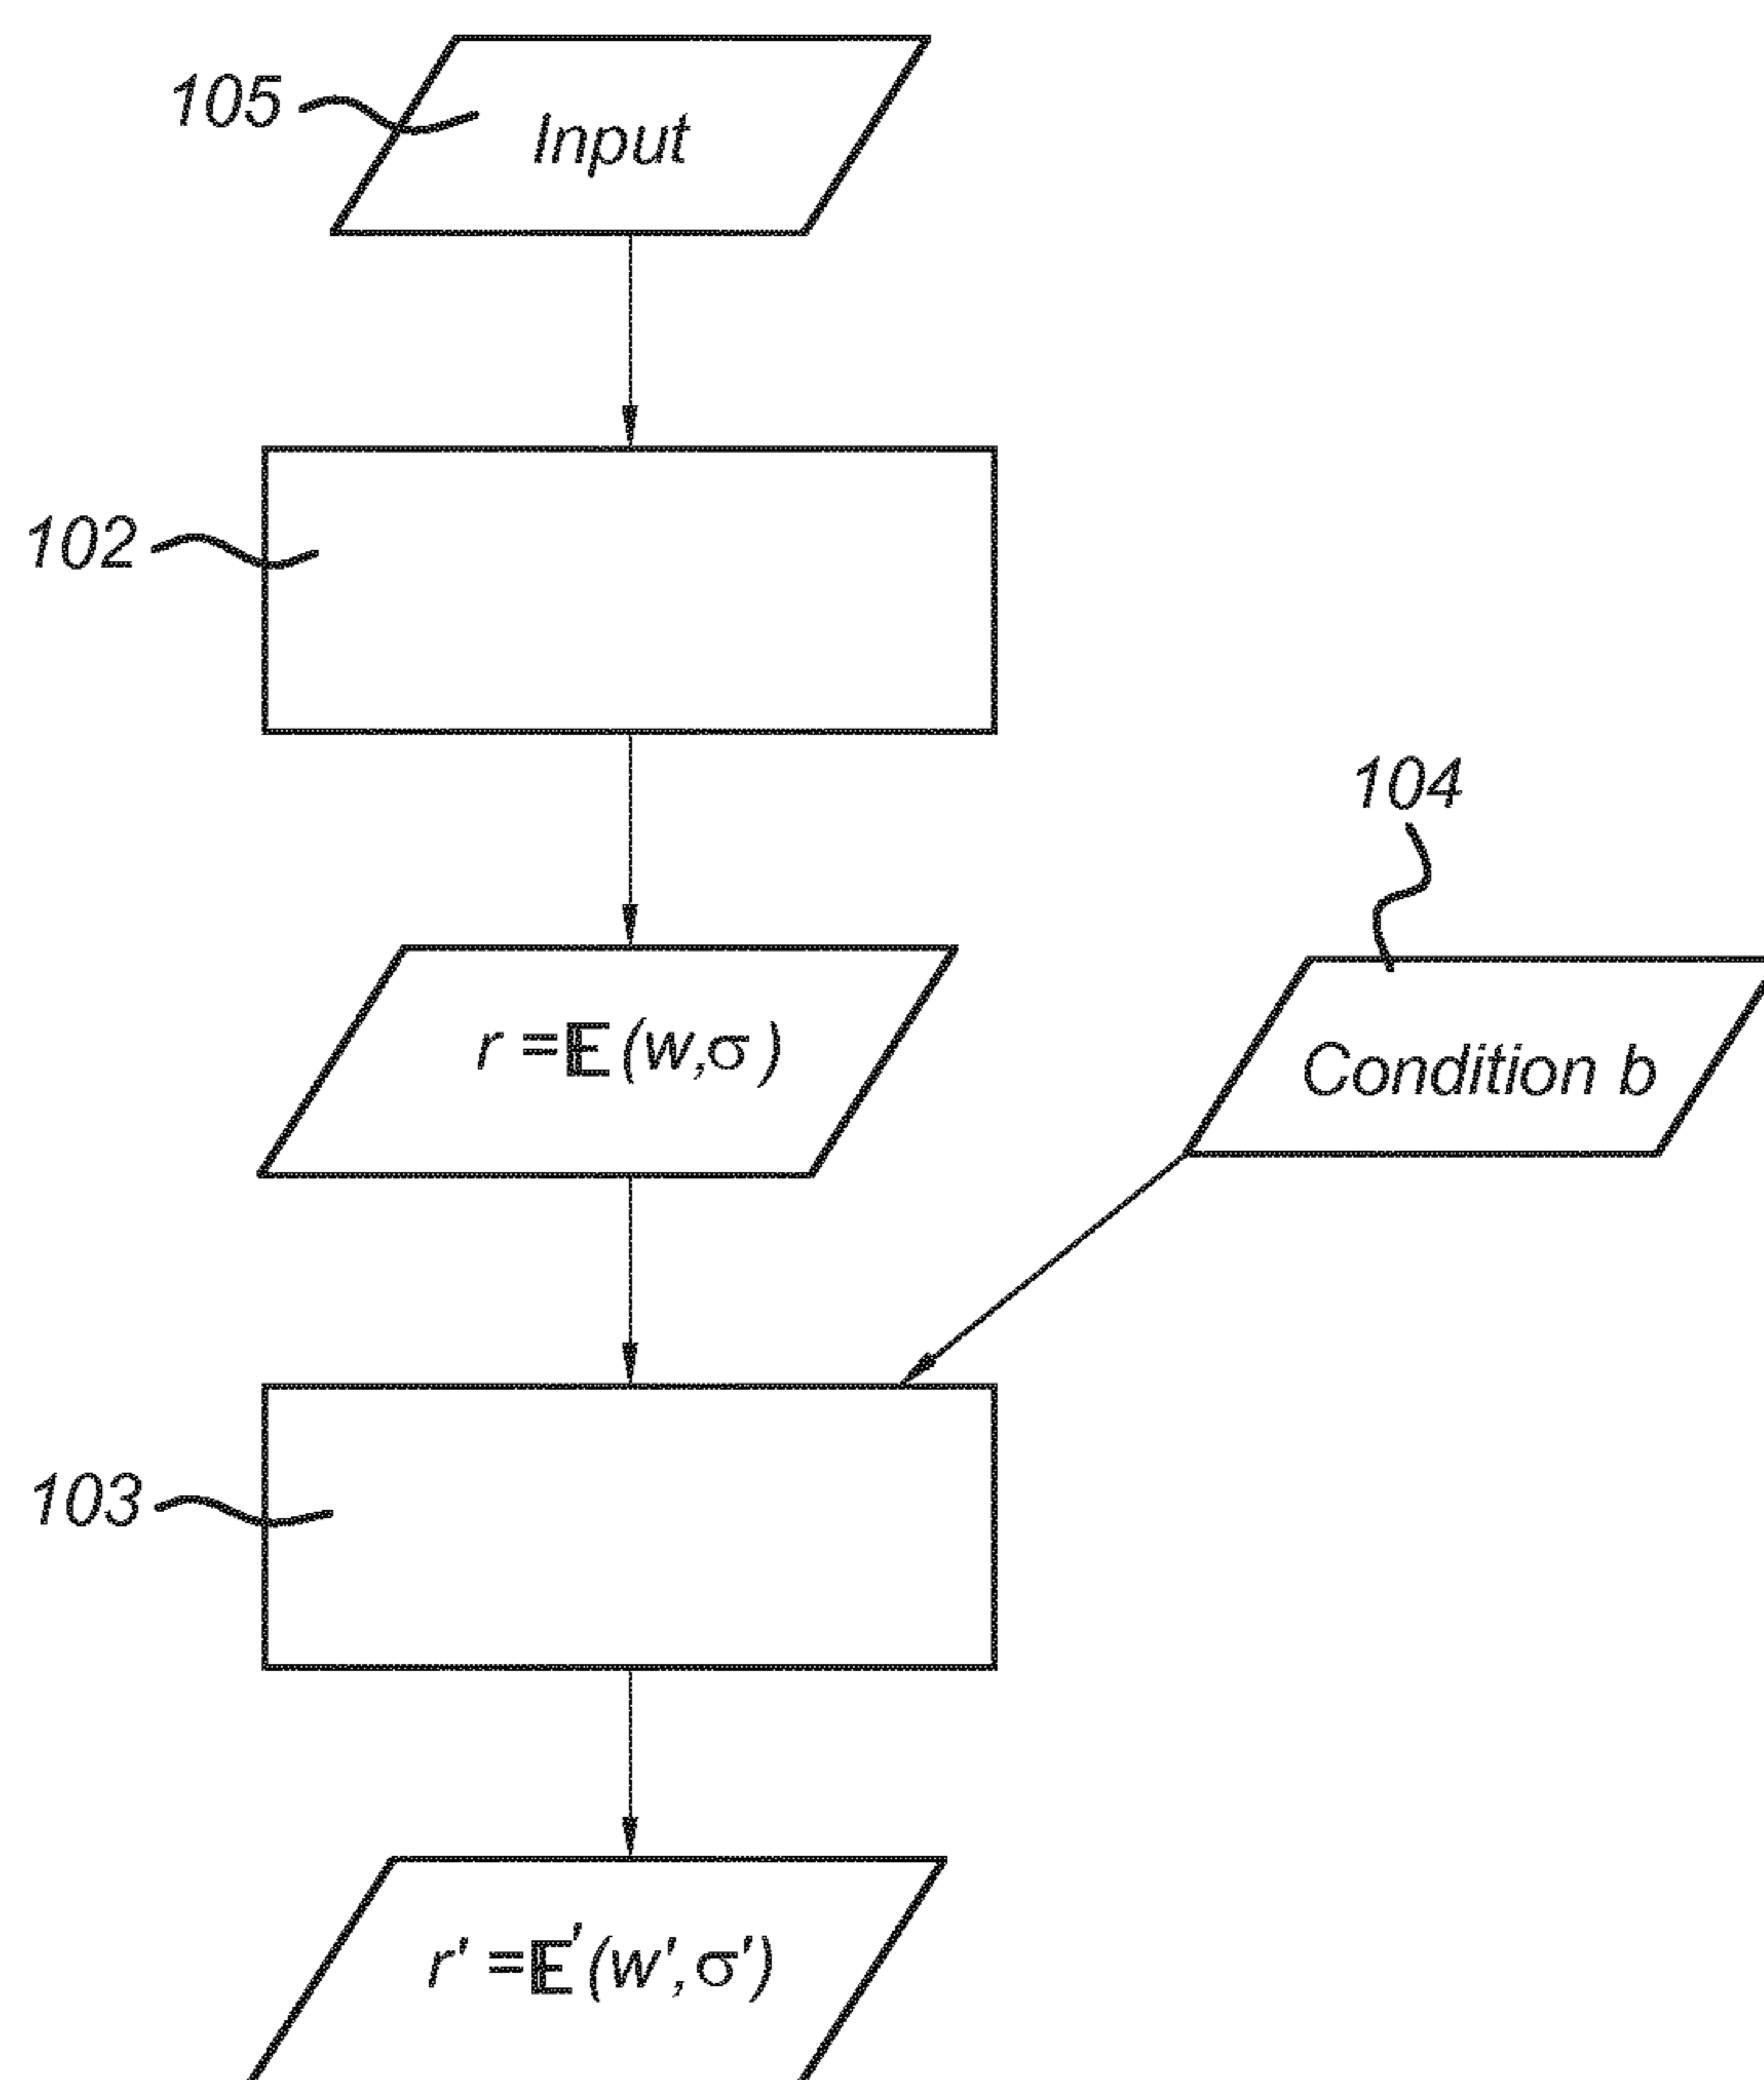 105
Input
102
104
r = 𝔼 (w,σ)
Condition b
103
r' = 𝔼' (w', σ')